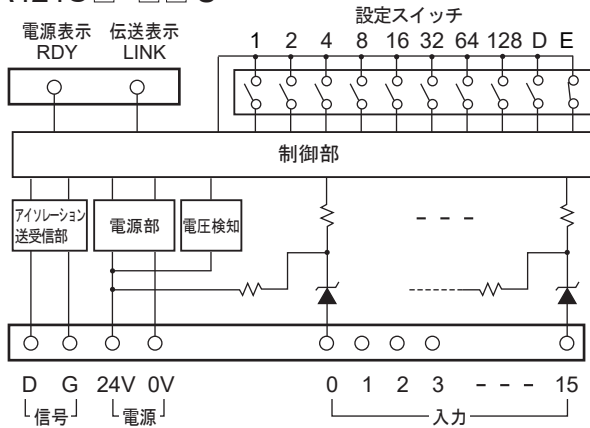 設定スイッチ
電源表示 伝送表示
RDY LINK
1 2 4 8 16 32 64 128 D E
制御部
アイソレーション
送受信部
電源部
電圧検知
D G 24V 0V 0 1 2 3 - - - 15
信号 電源 入力